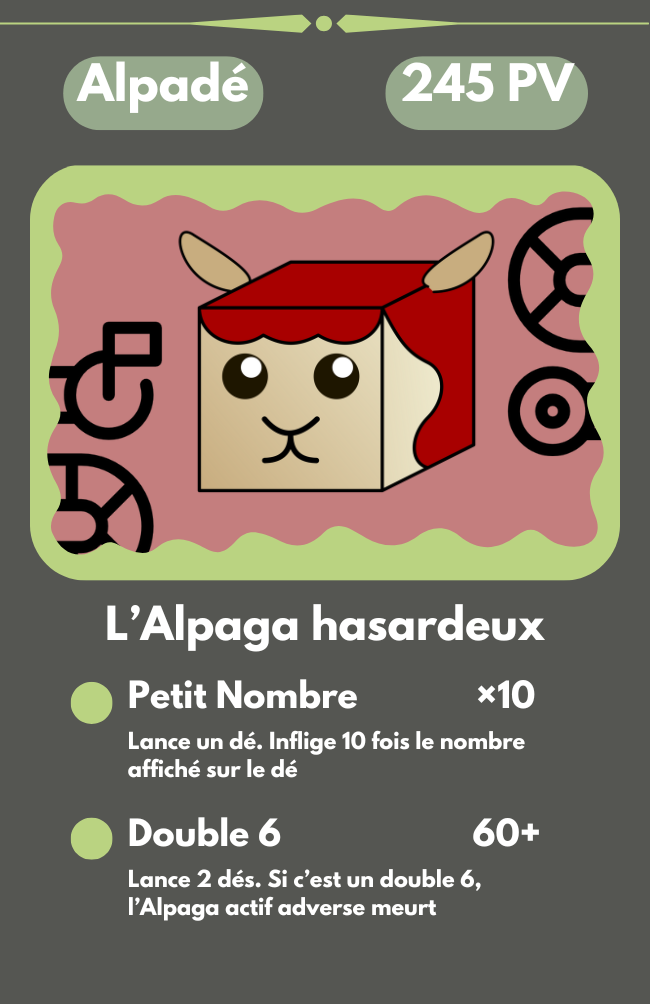 Alpadé
245 PV
L’Alpaga hasardeux
Petit Nombre ×10
Lance un dé. Inflige 10 fois le nombre
affiché sur le dé
Double 6 60+
Lance 2 dés. Si c’est un double 6,
l’Alpaga actif adverse meurt